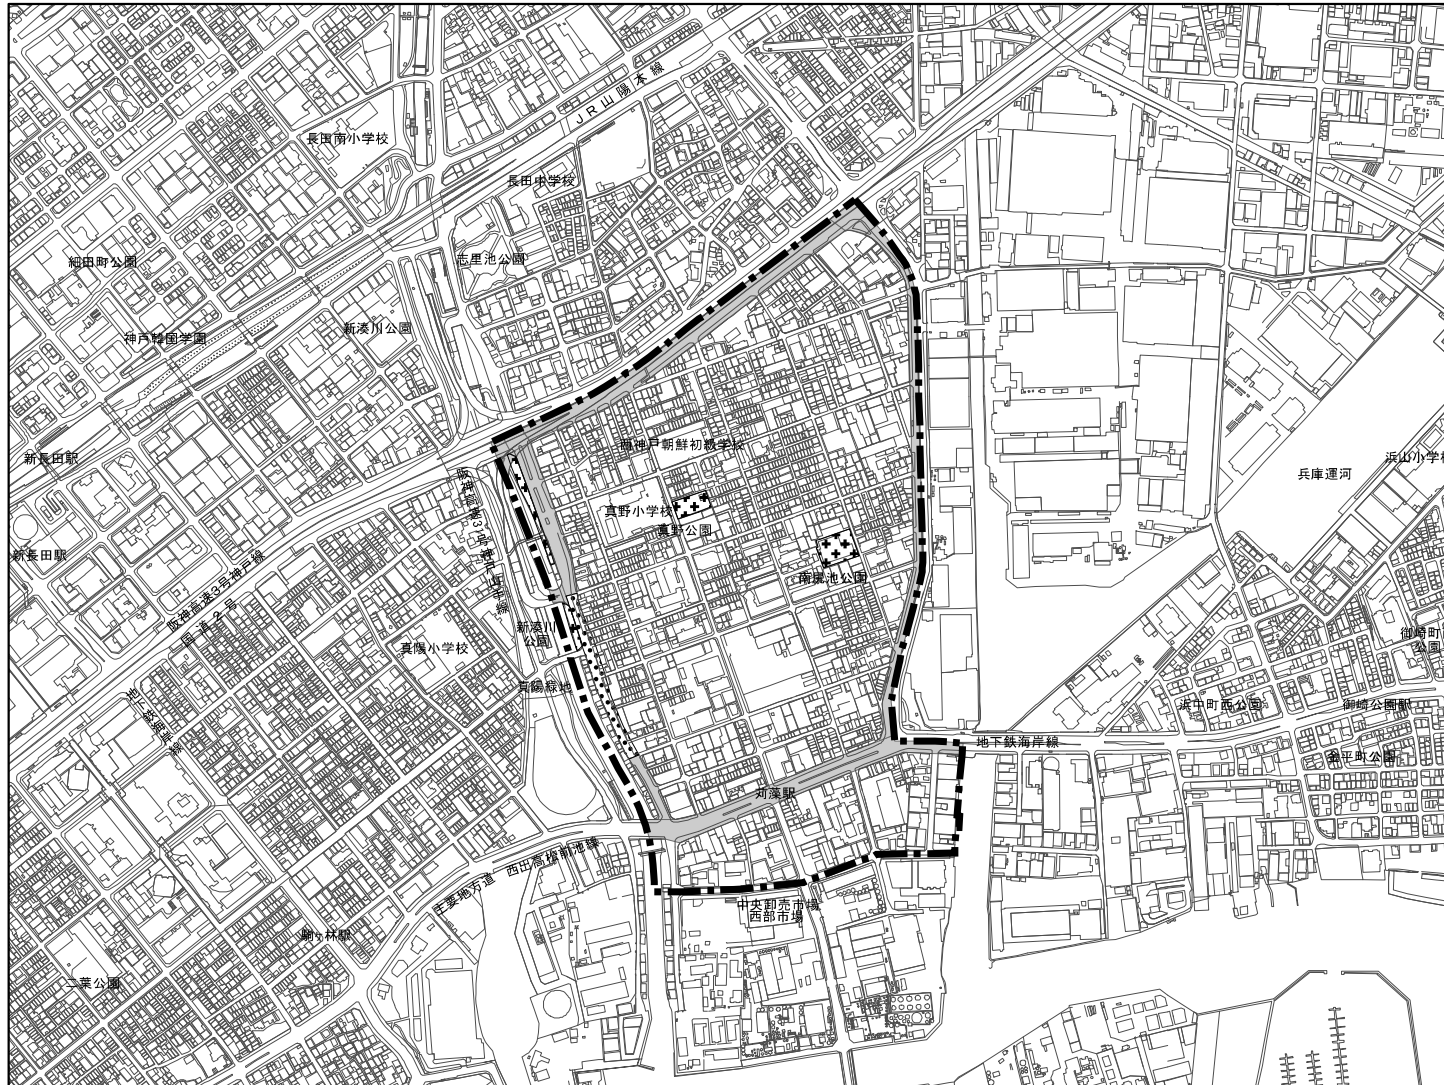 JR山陽本線
長田南小学校
長田中学校
志里池公園
細田町公園
新湊川公園
神戸韓国学園
西神戸朝鮮初級学校
新長田駅
浜山小学校
兵庫運河
真野小学校
真野公園
新長田駅
南尻池公園
阪神高速3号神戸線
国道2号
新湊川
公園
真陽小学校
御崎町
公園
真陽緑地
浜中町西公園
御崎公園駅
地下鉄海岸線
地下鉄海岸線
金平町公園
苅藻駅
主要地方道 西出高松前池線
中央卸売市場
西部市場
駒ヶ林駅
二葉公園